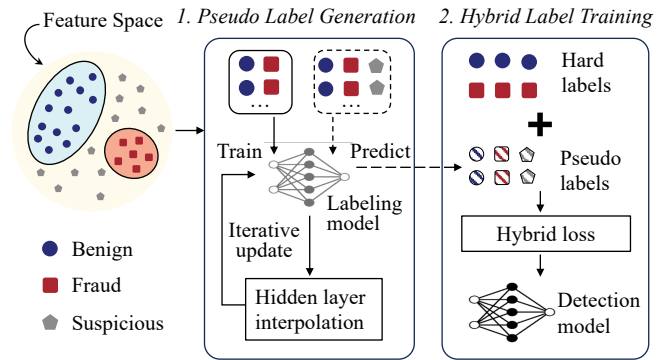 Feature Space
Benign
Fraud
Suspicious
1. Pseudo Label Generation
...
...
Train
Predict
Labeling
model
Iterative
update
Hidden layer
interpolation
2. Hybrid Label Training
Hard
labels
+
Pseudo
labels
Hybrid loss
Detection
model